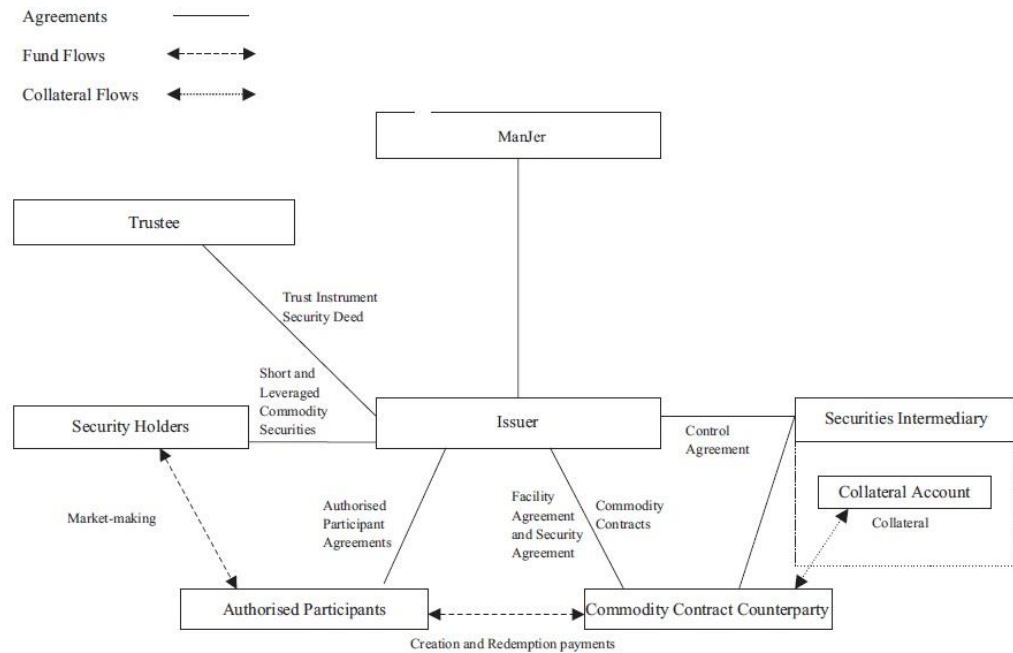 Agreements
Fund Flows
Collateral Flows
ManJer
Trustee
Trust Instrument
Security Deed
Short and
Leveraged
Commodity
Securities
Security Holders
Issuer
Control
Agreement
Securities Intermediary
Collateral Account
Collateral
Market-making
Authorised
Participant
Agreements
Facility
Agreement
and Security
Agreement
Commodity
Contracts
Authorised Participants
Commodity Contract Counterparty
Creation and Redemption payments